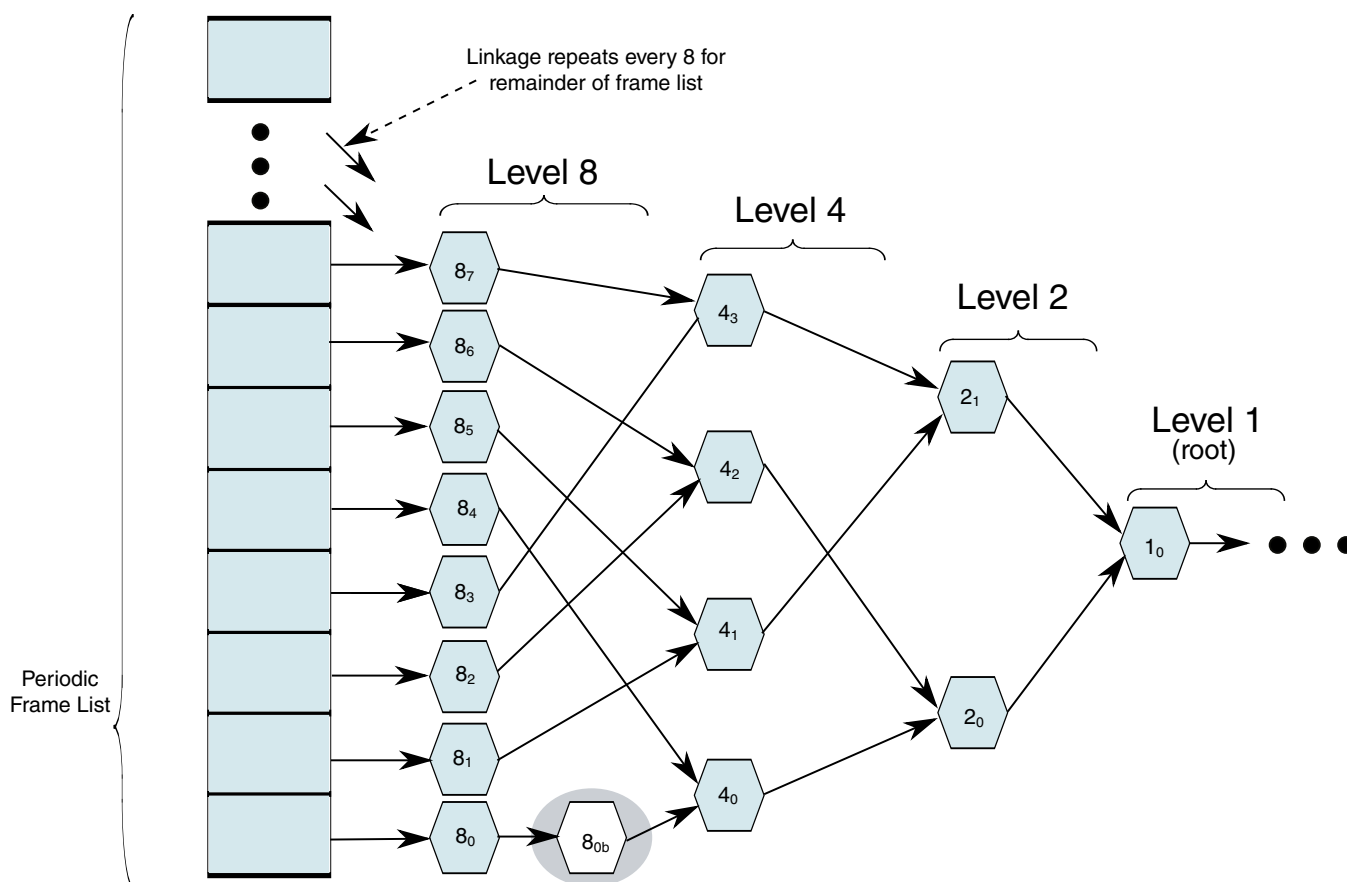 Linkage repeats every 8 for
remainder of frame list
Level 8
Level 4
Level 2
Level 1
(root)
8₇
8₆
8₅
8₄
8₃
8₂
8₁
8₀
8₀b
4₃
4₂
4₁
4₀
2₁
2₀
1₀
Periodic
Frame List